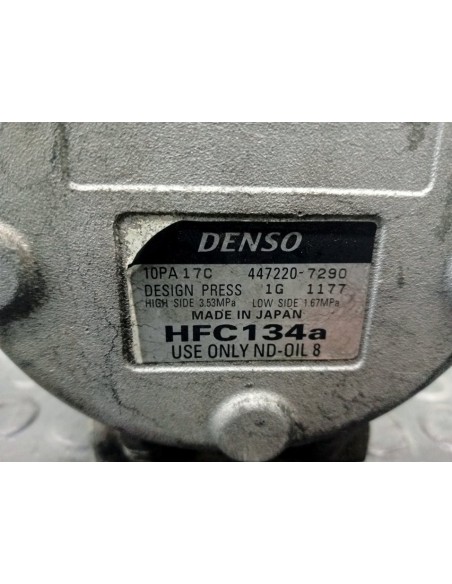 DENSO
10PA 17C 447220-7290
DESIGN PRESS 1G 1177
HIGH SIDE 3.53MPa LOW SIDE 1.67MPa
MADE IN JAPAN
HFC134a
USE ONLY ND-OIL 8